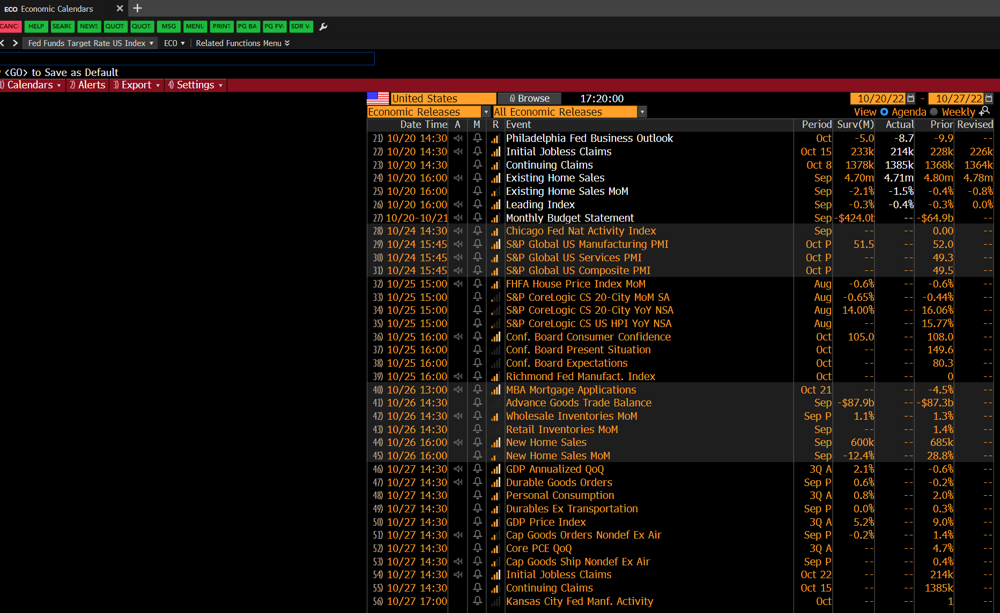 ECO Economic Calendars × +
CANCI HELP SEARC NEWS QUOT QUOT MSG MENU PRINT PG BA PG FW SDR V
< > Fed Funds Target Rate US Index ECO Related Functions Menu
<GO> to Save as Default
1) Calendars 2) Alerts 3) Export 4) Settings
United States 6) Browse 17:20:00 10/20/22 - 10/27/22
Economic Releases All Economic Releases View Agenda Weekly
Date Time A M R Event Period Surv(M) Actual Prior Revised
21) 10/20 14:30 Philadelphia Fed Business Outlook Oct -5.0 -8.7 -9.9 --
22) 10/20 14:30 Initial Jobless Claims Oct 15 233k 214k 228k 226k
23) 10/20 14:30 Continuing Claims Oct 8 1378k 1385k 1368k 1364k
24) 10/20 16:00 Existing Home Sales Sep 4.70m 4.71m 4.80m 4.78m
25) 10/20 16:00 Existing Home Sales MoM Sep -2.1% -1.5% -0.4% -0.8%
26) 10/20 16:00 Leading Index Sep -0.3% -0.4% -0.3% 0.0%
27) 10/20-10/21 Monthly Budget Statement Sep -$424.0b -- -$64.9b --
28) 10/24 14:30 Chicago Fed Nat Activity Index Sep -- -- 0.00 --
29) 10/24 15:45 S&P Global US Manufacturing PMI Oct P 51.5 -- 52.0 --
30) 10/24 15:45 S&P Global US Services PMI Oct P -- -- 49.3 --
31) 10/24 15:45 S&P Global US Composite PMI Oct P -- -- 49.5 --
32) 10/25 15:00 FHFA House Price Index MoM Aug -0.6% -- -0.6% --
33) 10/25 15:00 S&P CoreLogic CS 20-City MoM SA Aug -0.65% -- -0.44% --
34) 10/25 15:00 S&P CoreLogic CS 20-City YoY NSA Aug 14.00% -- 16.06% --
35) 10/25 15:00 S&P CoreLogic CS US HPI YoY NSA Aug -- -- 15.77% --
36) 10/25 16:00 Conf. Board Consumer Confidence Oct 105.0 -- 108.0 --
37) 10/25 16:00 Conf. Board Present Situation Oct -- -- 149.6 --
38) 10/25 16:00 Conf. Board Expectations Oct -- -- 80.3 --
39) 10/25 16:00 Richmond Fed Manufact. Index Oct -- -- 0 --
40) 10/26 13:00 MBA Mortgage Applications Oct 21 -- -- -4.5% --
41) 10/26 14:30 Advance Goods Trade Balance Sep -$87.9b -- -$87.3b --
42) 10/26 14:30 Wholesale Inventories MoM Sep P 1.1% -- 1.3% --
43) 10/26 14:30 Retail Inventories MoM Sep -- -- 1.4% --
44) 10/26 16:00 New Home Sales Sep 600k -- 685k --
45) 10/26 16:00 New Home Sales MoM Sep -12.4% -- 28.8% --
46) 10/27 14:30 GDP Annualized QoQ 3Q A 2.1% -- -0.6% --
47) 10/27 14:30 Durable Goods Orders Sep P 0.6% -- -0.2% --
48) 10/27 14:30 Personal Consumption 3Q A 0.8% -- 2.0% --
49) 10/27 14:30 Durables Ex Transportation Sep P 0.0% -- 0.3% --
50) 10/27 14:30 GDP Price Index 3Q A 5.2% -- 9.0% --
51) 10/27 14:30 Cap Goods Orders Nondef Ex Air Sep P -0.2% -- 1.4% --
52) 10/27 14:30 Core PCE QoQ 3Q A -- -- 4.7% --
53) 10/27 14:30 Cap Goods Ship Nondef Ex Air Sep P -- -- 0.4% --
54) 10/27 14:30 Initial Jobless Claims Oct 22 -- -- 214k --
55) 10/27 14:30 Continuing Claims Oct 15 -- -- 1385k --
56) 10/27 17:00 Kansas City Fed Manf. Activity Oct -- -- 1 --